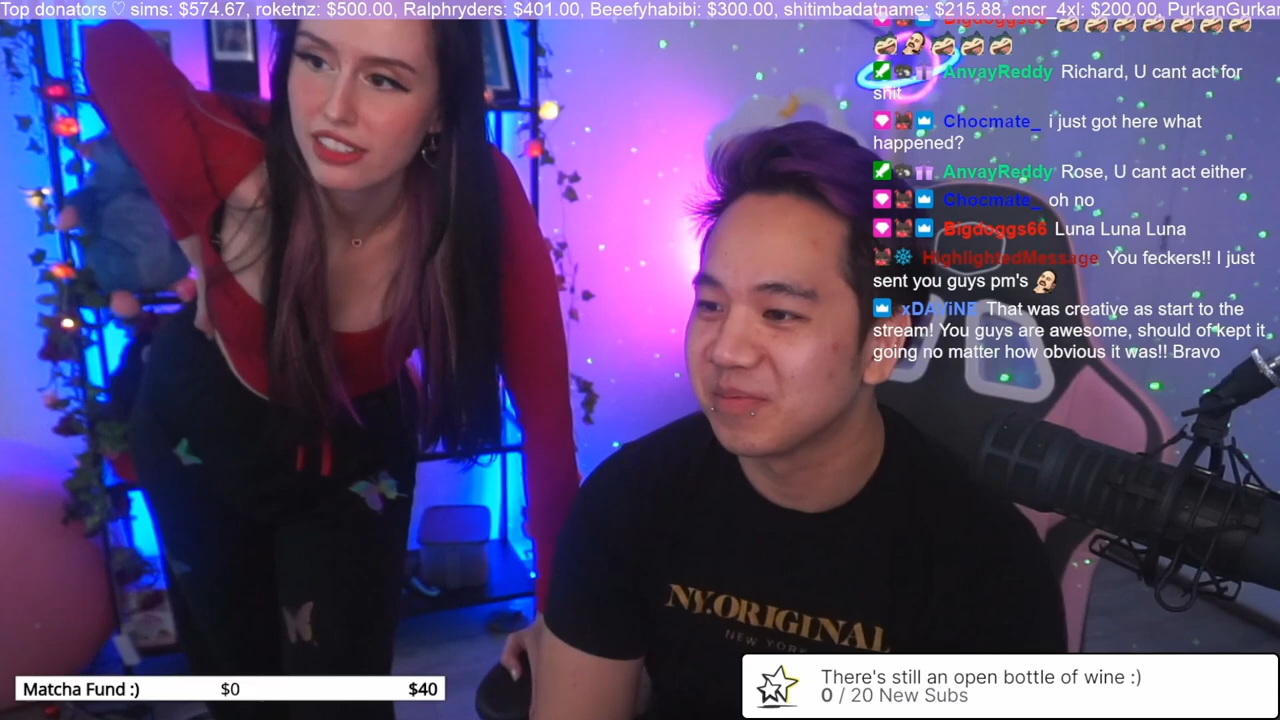 Top donators ♡ sims: $574.67, roketnz: $500.00, Ralphryders: $401.00, Beeefyhabibi: $300.00, shitimbadatname: $215.88, cncr_4xl: $200.00, PurkanGurkan
Bigdoggs66
AnvayReddy Richard, U cant act for
shit
Chocmate_ i just got here what
happened?
AnvayReddy Rose, U cant act either
Chocmate_ oh no
Bigdoggs66 Luna Luna Luna
HighlightedMessage You feckers!! I just
sent you guys pm's
xDAViNE That was creative as start to the
stream! You guys are awesome, should of kept it
going no matter how obvious it was!! Bravo
NY.ORIGINAL
NEW YORK
There's still an open bottle of wine :)
0 / 20 New Subs
Matcha Fund :) $0 $40